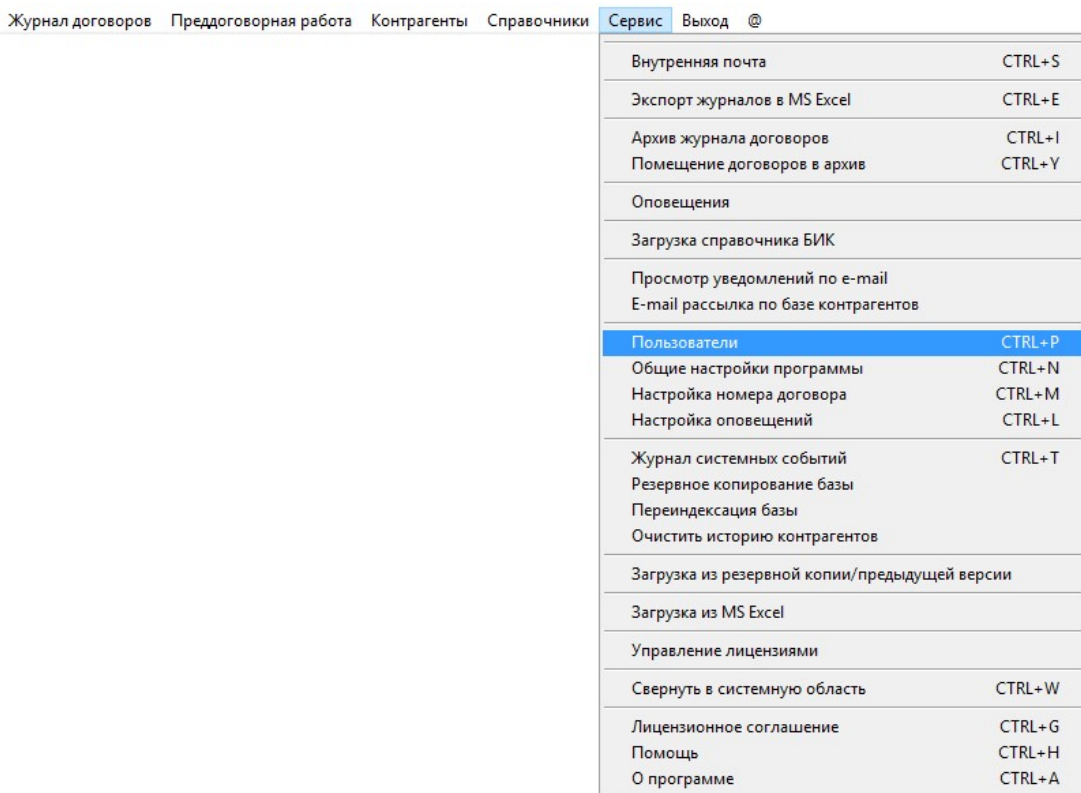 Журнал договоров Преддоговорная работа Контрагенты Справочники Сервис Выход @
Внутренняя почта CTRL+S
Экспорт журналов в MS Excel CTRL+E
Архив журнала договоров CTRL+I
Помещение договоров в архив CTRL+Y
Оповещения
Загрузка справочника БИК
Просмотр уведомлений по e-mail
E-mail рассылка по базе контрагентов
Пользователи CTRL+P
Общие настройки программы CTRL+N
Настройка номера договора CTRL+M
Настройка оповещений CTRL+L
Журнал системных событий CTRL+T
Резервное копирование базы
Переиндексация базы
Очистить историю контрагентов
Загрузка из резервной копии/предыдущей версии
Загрузка из MS Excel
Управление лицензиями
Свернуть в системную область CTRL+W
Лицензионное соглашение CTRL+G
Помощь CTRL+H
О программе CTRL+A